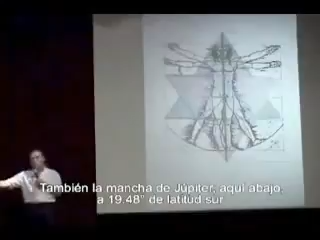 También la mancha de Júpiter, aquí abajo,
a 19.48° de latitud sur